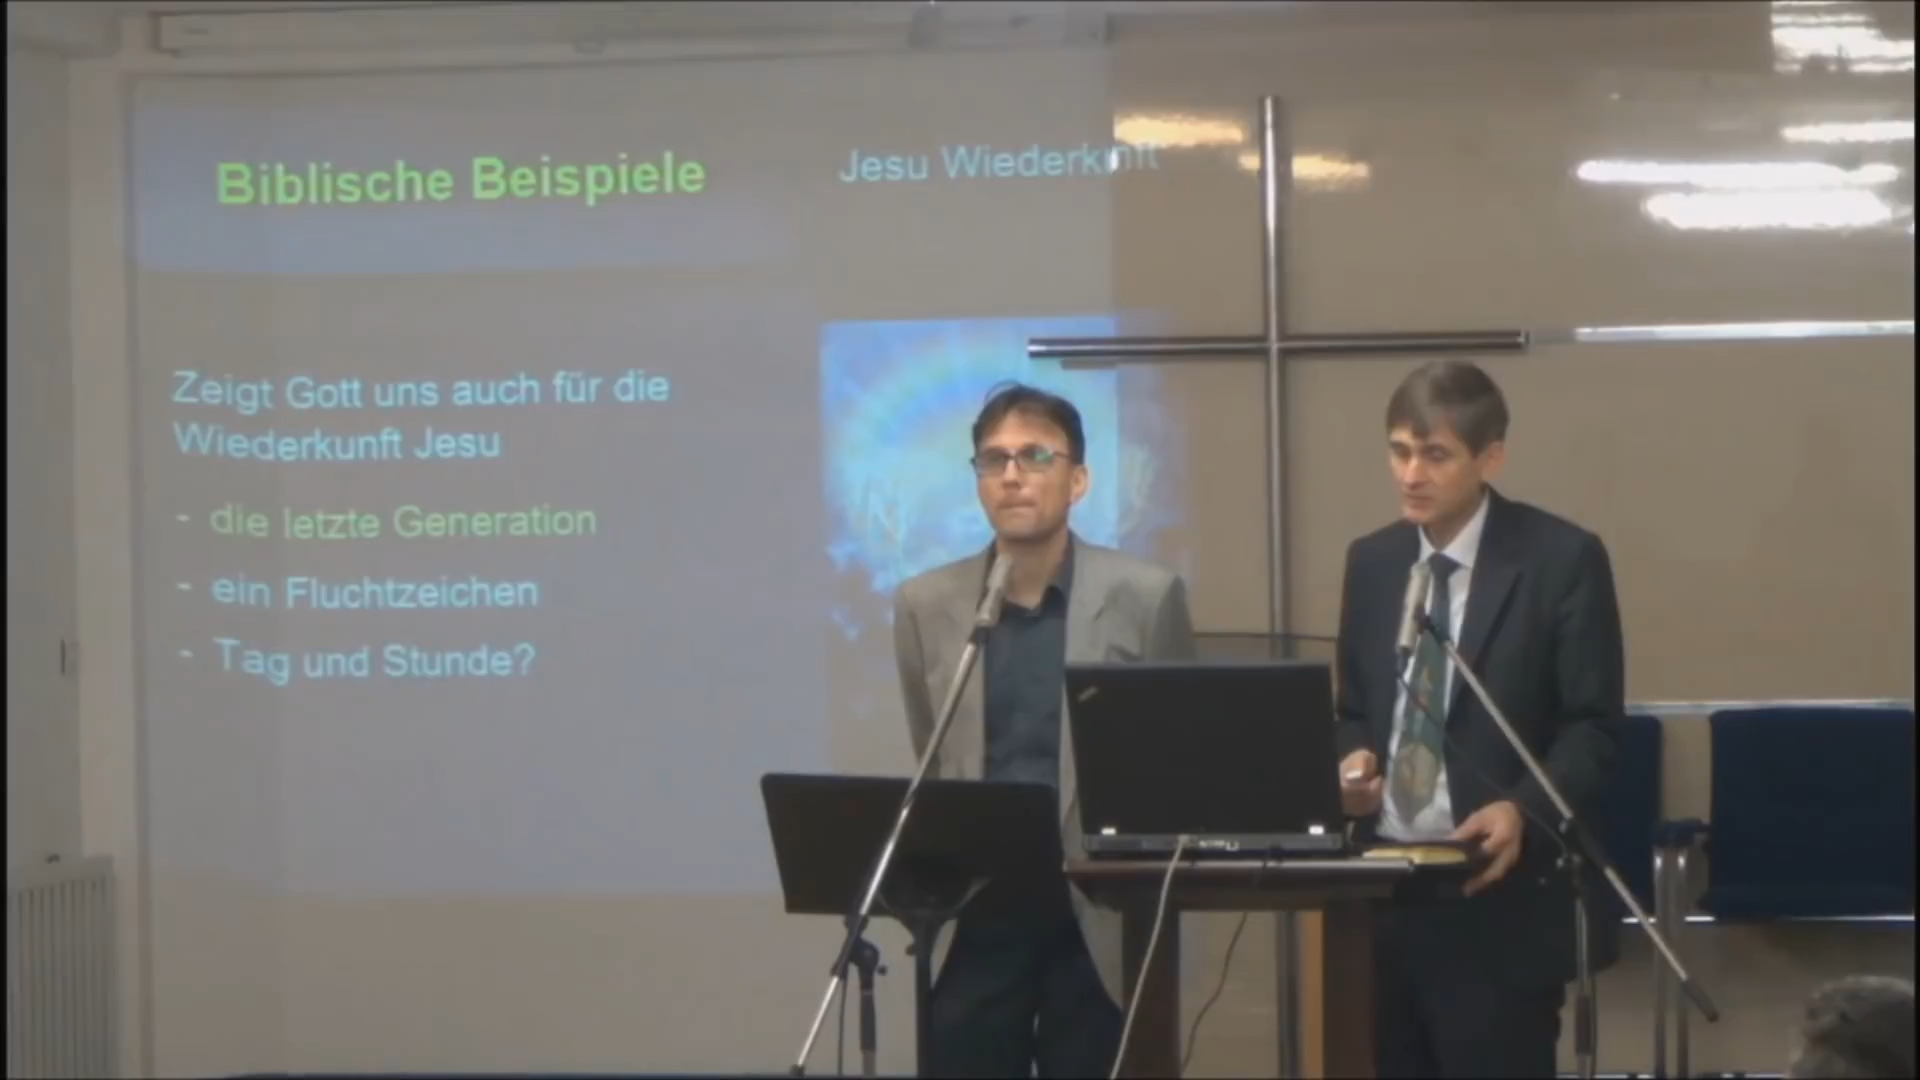 Biblische Beispiele
Jesu Wiederkunft
Zeigt Gott uns auch für die
Wiederkunft Jesu
- die letzte Generation
- ein Fluchtzeichen
- Tag und Stunde?